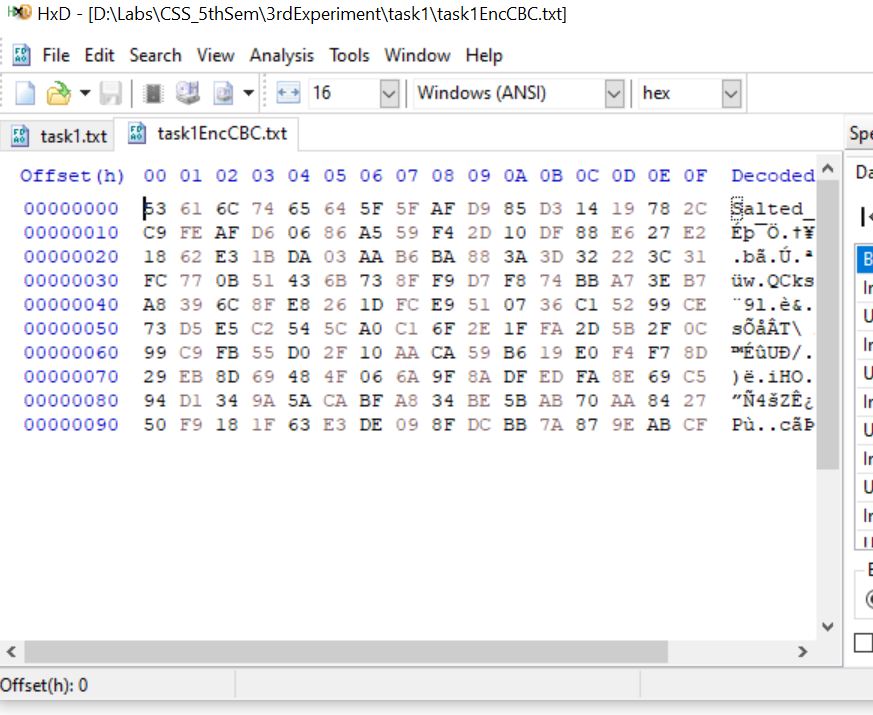 HxD - [D:\Labs\CSS_5thSem\3rdExperiment\task1\task1EncCBC.txt]
File Edit Search View Analysis Tools Window Help
16 Windows (ANSI) hex
task1.txt task1EncCBC.txt Spe
Offset(h) 00 01 02 03 04 05 06 07 08 09 0A 0B 0C 0D 0E 0F Decoded Da
00000000 53 61 6C 74 65 64 5F 5F AF D9 85 D3 14 19 78 2C Salted_
00000010 C9 FE AF D6 06 86 A5 59 F4 2D 10 DF 88 E6 27 E2 Éþ¯Ö.†¥
00000020 18 62 E3 1B DA 03 AA B6 BA 88 3A 3D 32 22 3C 31 .bã.Ú.ª
00000030 FC 77 0B 51 43 6B 73 8F F9 D7 F8 74 BB A7 3E B7 üw.QCks
00000040 A8 39 6C 8F E8 26 1D FC E9 51 07 36 C1 52 99 CE ¨9l.è&.
00000050 73 D5 E5 C2 54 5C A0 C1 6F 2E 1F FA 2D 5B 2F 0C sÕåÂT\
00000060 99 C9 FB 55 D0 2F 10 AA CA 59 B6 19 E0 F4 F7 8D ™ÉûUÐ/.
00000070 29 EB 8D 69 48 4F 06 6A 9F 8A DF ED FA 8E 69 C5 )ë.iHO.
00000080 94 D1 34 9A 5A CA BF A8 34 BE 5B AB 70 AA 84 27 ”Ñ4šZÊ¿
00000090 50 F9 18 1F 63 E3 DE 09 8F DC BB 7A 87 9E AB CF Pù..cãÞ
Offset(h): 0